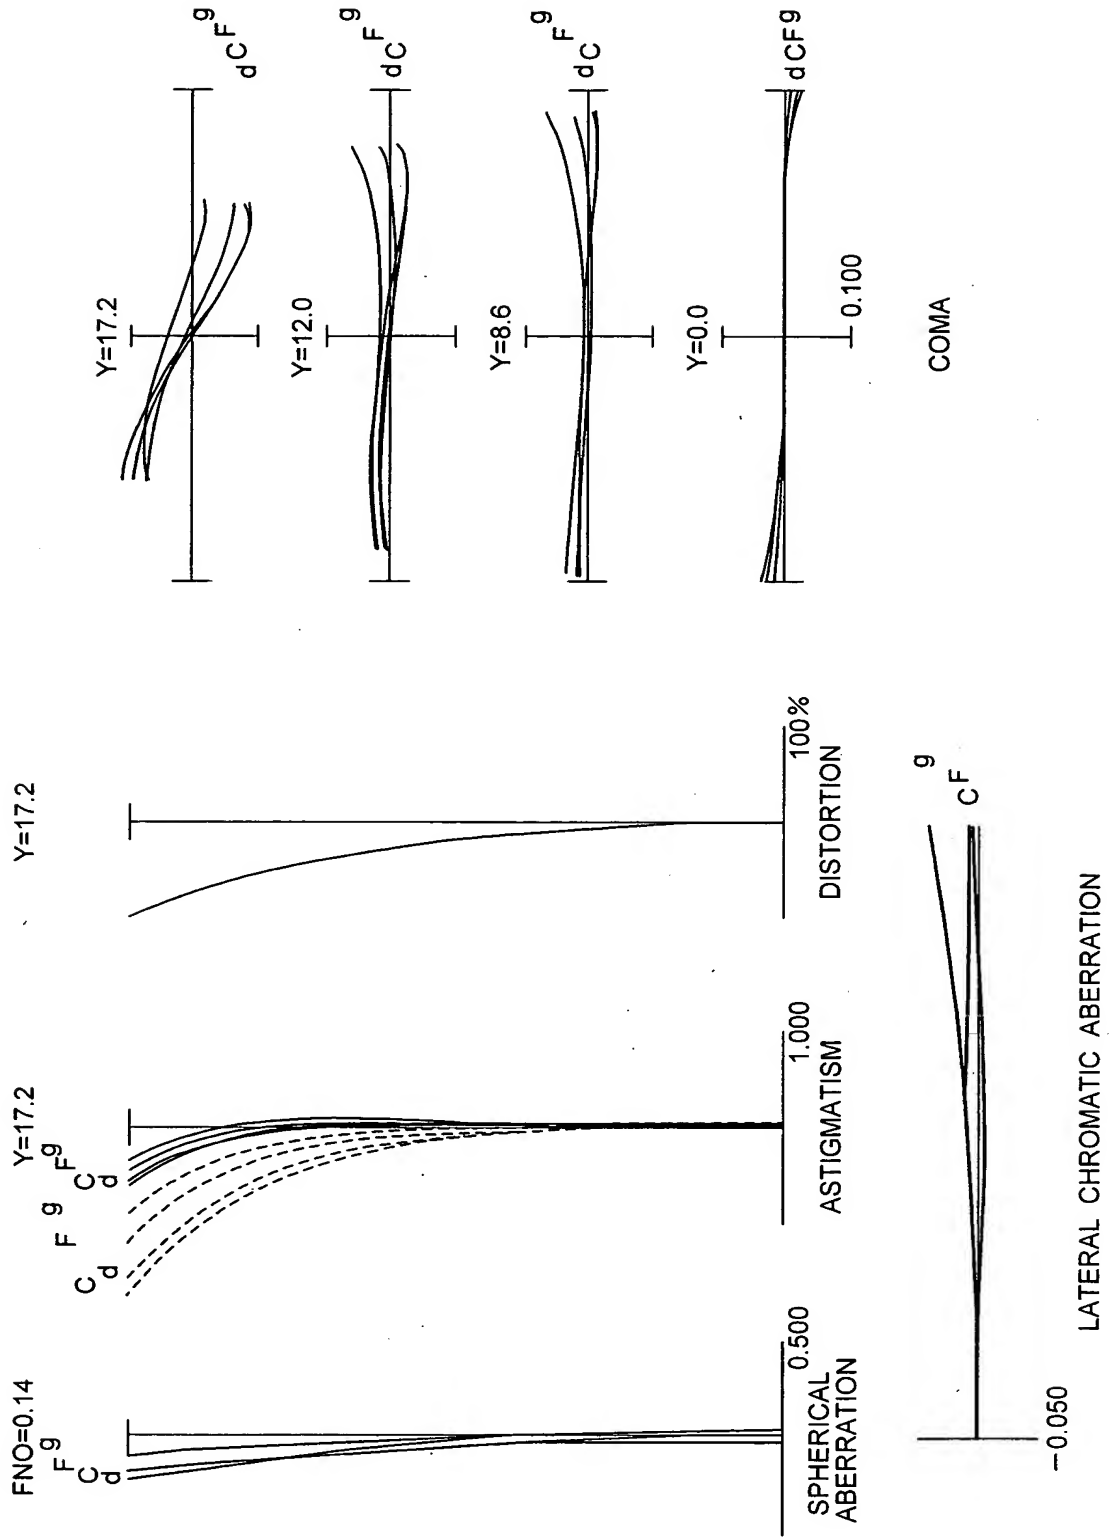 FNO=0.14
F g
C
d
0.500
SPHERICAL
ABERRATION
Y=17.2
C F g
d
F g
C
d
1.000
ASTIGMATISM
Y=17.2
100%
DISTORTION
Y=17.2
d C F g
Y=12.0
d C F g
Y=8.6
d C F g
Y=0.0
d C F g
0.100
COMA
g
C F
−0.050
LATERAL CHROMATIC ABERRATION